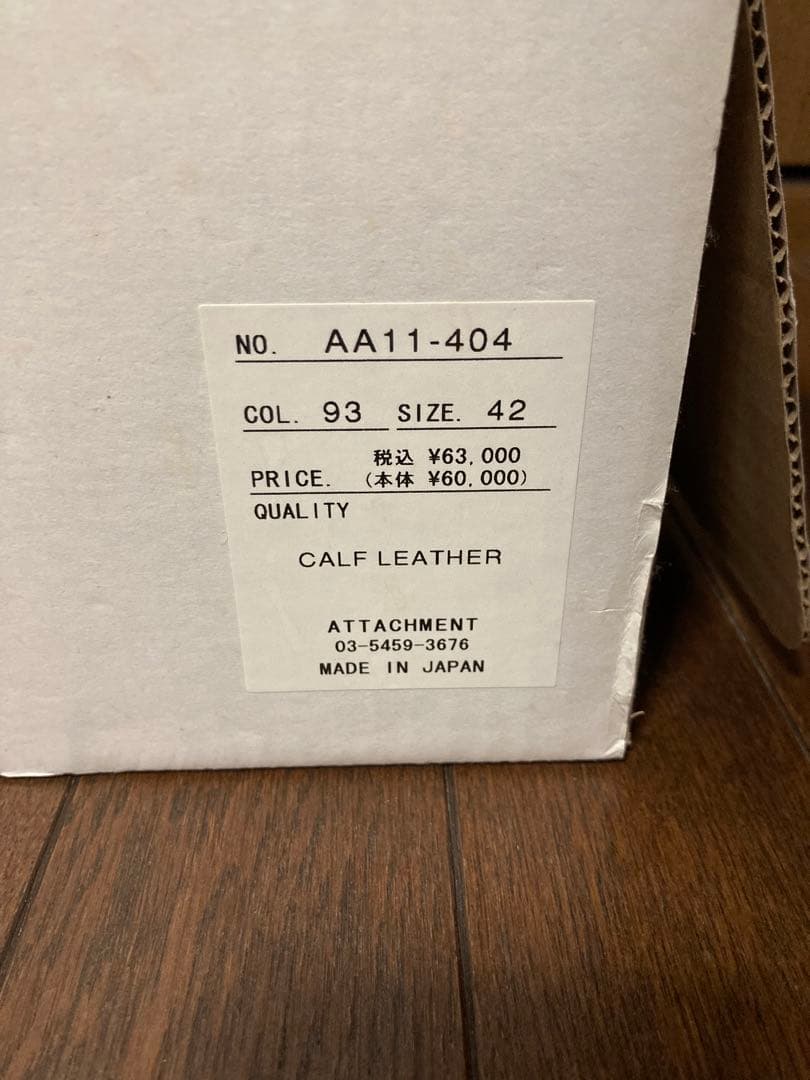 NO. AA11-404
COL. 93 SIZE. 42
税込 ¥63,000
PRICE. (本体 ¥60,000)
QUALITY
CALF LEATHER
ATTACHMENT
03-5459-3676
MADE IN JAPAN